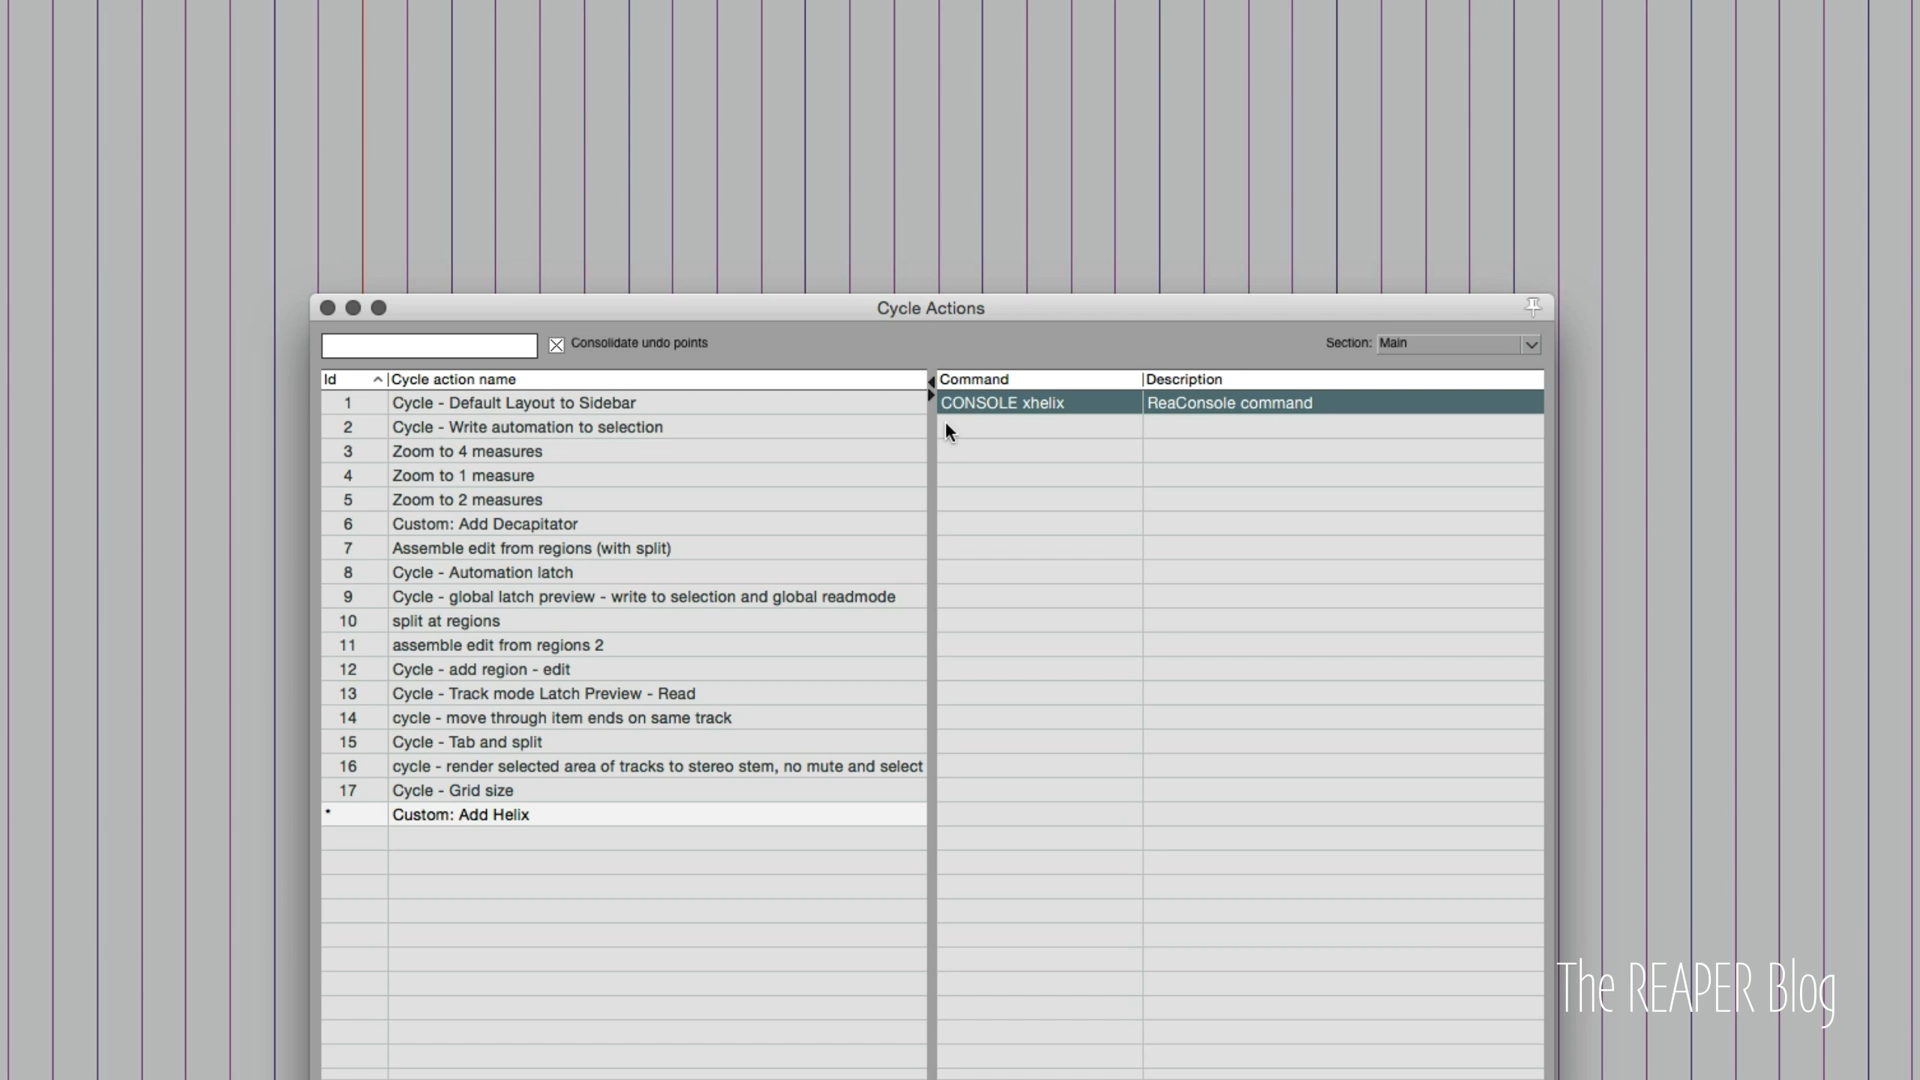 Cycle Actions
Consolidate undo points
Section: Main
Id Cycle action name Command Description
1 Cycle - Default Layout to Sidebar CONSOLE xhelix ReaConsole command
2 Cycle - Write automation to selection
3 Zoom to 4 measures
4 Zoom to 1 measure
5 Zoom to 2 measures
6 Custom: Add Decapitator
7 Assemble edit from regions (with split)
8 Cycle - Automation latch
9 Cycle - global latch preview - write to selection and global readmode
10 split at regions
11 assemble edit from regions 2
12 Cycle - add region - edit
13 Cycle - Track mode Latch Preview - Read
14 cycle - move through item ends on same track
15 Cycle - Tab and split
16 cycle - render selected area of tracks to stereo stem, no mute and select
17 Cycle - Grid size
* Custom: Add Helix
The REAPER Blog